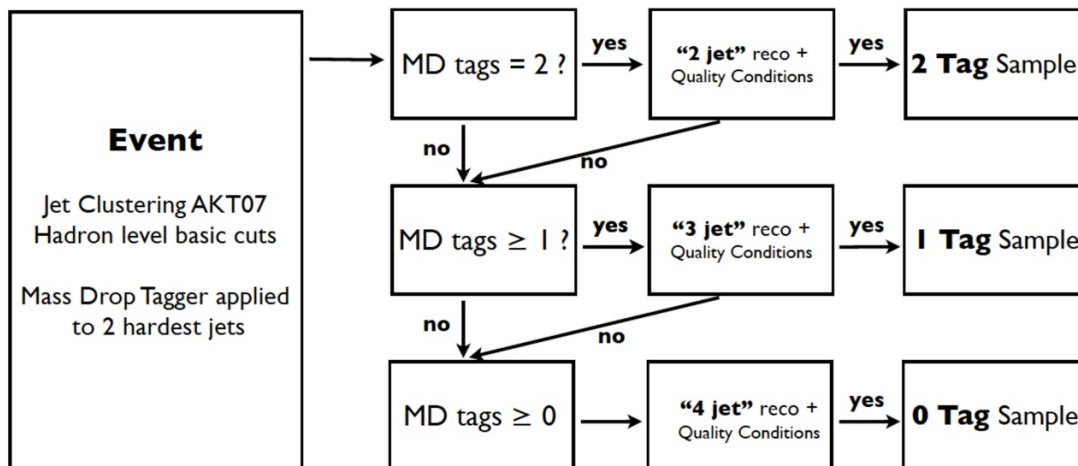 Event
Jet Clustering AKT07
Hadron level basic cuts
Mass Drop Tagger applied
to 2 hardest jets
MD tags = 2 ?
yes
“2 jet” reco +
Quality Conditions
yes
2 Tag Sample
no
no
MD tags ≥ 1 ?
yes
“3 jet” reco +
Quality Conditions
yes
1 Tag Sample
no
no
MD tags ≥ 0
“4 jet” reco +
Quality Conditions
yes
0 Tag Sample